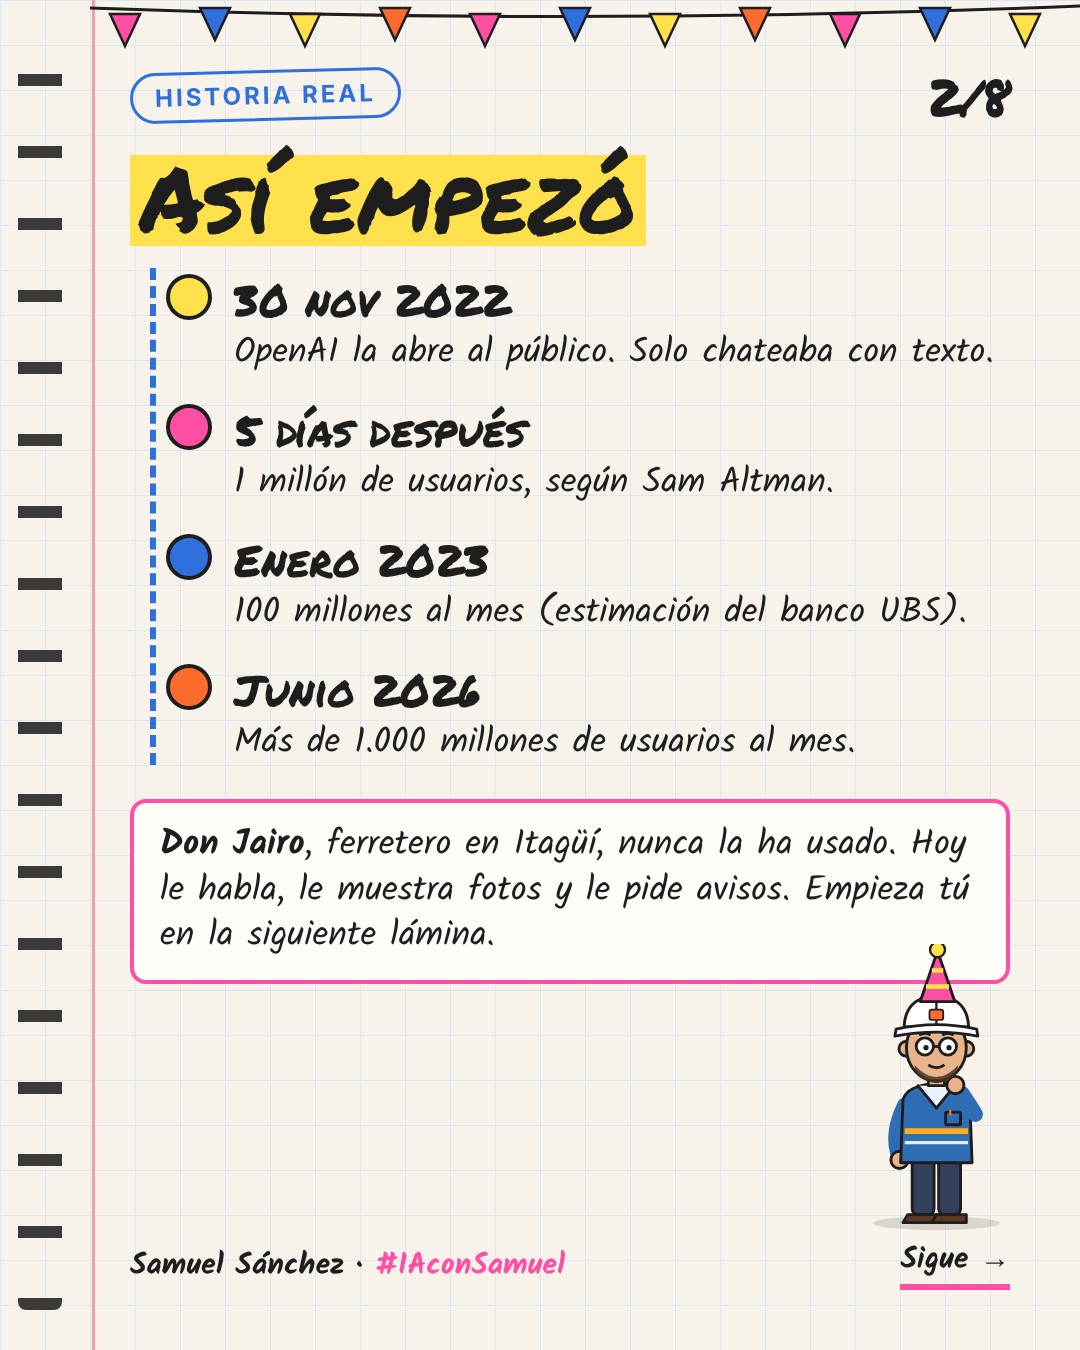 HISTORIA REAL
2/8
Así empezó
30 nov 2022
OpenAI la abre al público. Solo chateaba con texto.
5 días después
1 millón de usuarios, según Sam Altman.
Enero 2023
100 millones al mes (estimación del banco UBS).
Junio 2026
Más de 1.000 millones de usuarios al mes.
Don Jairo, ferretero en Itagüí, nunca la ha usado. Hoy
le habla, le muestra fotos y le pide avisos. Empieza tú
en la siguiente lámina.
Samuel Sánchez · #IAconSamuel
Sigue →